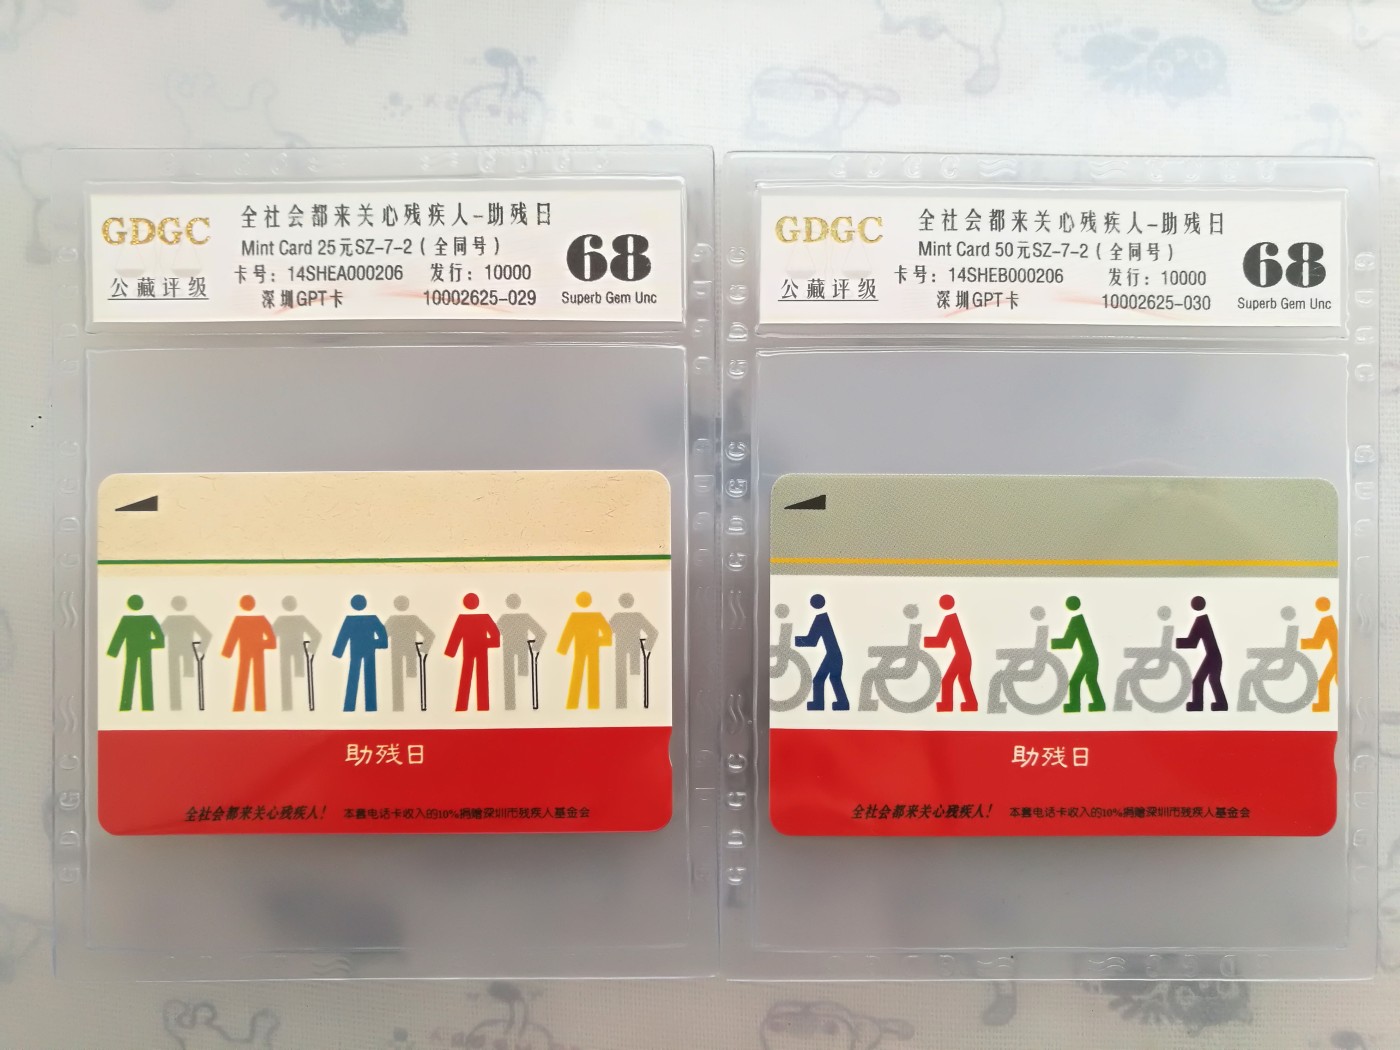 GDGC
公藏评级
全社会都来关心残疾人-助残日
Mint Card 25元SZ-7-2 ( 全同号 )
卡号: 14SHEA000206 发行: 10000
深圳GPT卡 10002625-029
68
Superb Gem Unc
助残日
全社会都来关心残疾人! 本套电话卡收入的10%捐赠深圳市残疾人基金会
GDGC
公藏评级
全社会都来关心残疾人-助残日
Mint Card 50元SZ-7-2 ( 全同号 )
卡号: 14SHEB000206 发行: 10000
深圳GPT卡 10002625-030
68
Superb Gem Unc
助残日
全社会都来关心残疾人! 本套电话卡收入的10%捐赠深圳市残疾人基金会